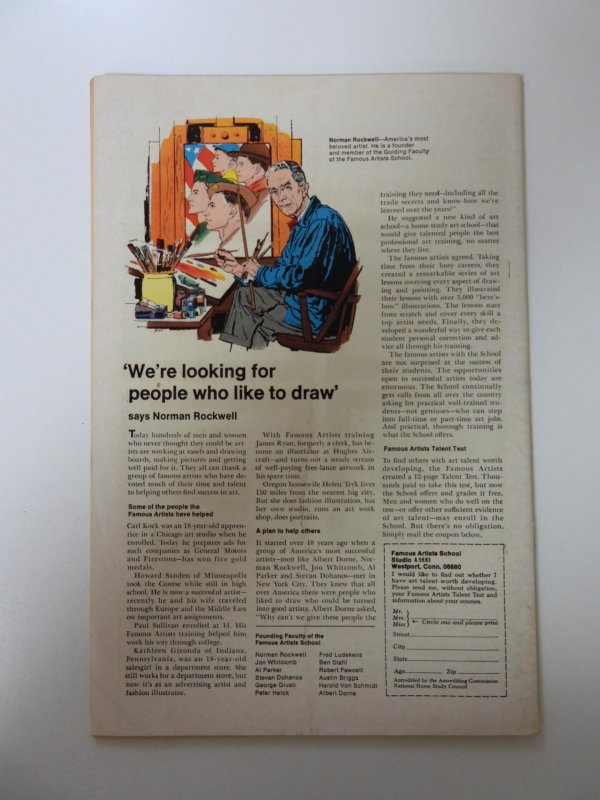 Norman Rockwell—America's most
beloved artist. He is a founder
and member of the Guiding Faculty
of the Famous Artists School.
'We're looking for
people who like to draw'
says Norman Rockwell
Today hundreds of men and women
who never thought they could be art-
ists are working at easels and drawing
boards, making pictures and getting
well paid for it. They all can thank a
group of famous artists who have de-
voted much of their time and talent
to helping others find success in art.
Some of the people the
Famous Artists have helped
Carl Kock was an 18-year-old appren-
tice in a Chicago art studio when he
enrolled. Today he prepares ads for
such companies as General Motors
and Firestone—has won five gold
medals.
Howard Sanden of Minneapolis
took the Course while still in high
school. He is now a successful artist—
recently he and his wife traveled
through Europe and the Middle East
on important art assignments.
Paul Sullivan enrolled at 14. His
Famous Artists training helped him
work his way through college.
Kathleen Gitonda of Indiana,
Pennsylvania, was an 18-year-old
salesgirl in a department store. She
still works for a department store, but
now it's as an advertising artist and
fashion illustrator.
With Famous Artists training
James Ryan, formerly a clerk, has be-
come an illustrator at Hughes Air-
craft—and turns out a steady stream
of well-paying free-lance artwork in
his spare time.
Oregon housewife Helen Tryk lives
150 miles from the nearest big city.
But she does fashion illustration, has
her own studio, runs an art work
shop, does portraits.
A plan to help others
It started over 18 years ago when a
group of America's most successful
artists—men like Albert Dorne, Nor-
man Rockwell, Jon Whitcomb, Al
Parker and Stevan Dohanos—met in
New York City. They knew that all
over America there were people who
liked to draw who could be turned
into good artists. Albert Dorne asked,
"Why can't we give these people the
Founding Faculty of the
Famous Artists School
Norman Rockwell
Jon Whitcomb
Al Parker
Stevan Dohanos
George Giusti
Peter Helck
Fred Ludekens
Ben Stahl
Robert Fawcett
Austin Briggs
Harold Von Schmidt
Albert Dorne
training they need—including all the
trade secrets and know-how we've
learned over the years?"
He suggested a new kind of art
school—a home study art school—that
would give talented people the best
professional art training, no matter
where they live.
The famous artists agreed. Taking
time from their busy careers, they
created a remarkable series of art
lessons covering every aspect of draw-
ing and painting. They illustrated
their lessons with over 5,000 "here's-
how" illustrations. The lessons start
from scratch and cover every skill a
top artist needs. Finally, they de-
veloped a wonderful way to give each
student personal correction and ad-
vice all through his training.
The famous artists with the School
are not surprised at the success of
their students. The opportunities
open to successful artists today are
enormous. The School continually
gets calls from all over the country
asking for practical well-trained stu-
dents—not geniuses—who can step
into full-time or part-time art jobs.
And practical, thorough training is
what the School offers.
Famous Artists Talent Test
To find others with art talent worth
developing, the Famous Artists
created a 12-page Talent Test. Thou-
sands paid to take this test, but now
the School offers and grades it free.
Men and women who do well on the
test—or offer other sufficient evidence
of art talent—may enroll in the
School. But there's no obligation.
Simply mail the coupon below.
Famous Artists School
Studio
Westport, Conn. 06880
I would like to find out whether I
have art talent worth developing.
Please send me, without obligation,
your Famous Artists Talent Test and
information about your courses.
Mr.
Mrs.
Miss
← Circle one and please print
Street
City
State
Age Zip
Accredited by the Accrediting Commission
National Home Study Council